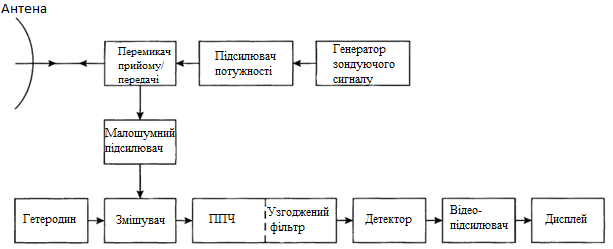 Антена
Перемикач
прийому/
передачі
Підсилювач
потужності
Генератор
зондуючого
сигналу
Малошумний
підсилювач
Гетеродин
Змішувач
ППЧ
Узгоджений
фільтр
Детектор
Відео-
підсилювач
Дисплей